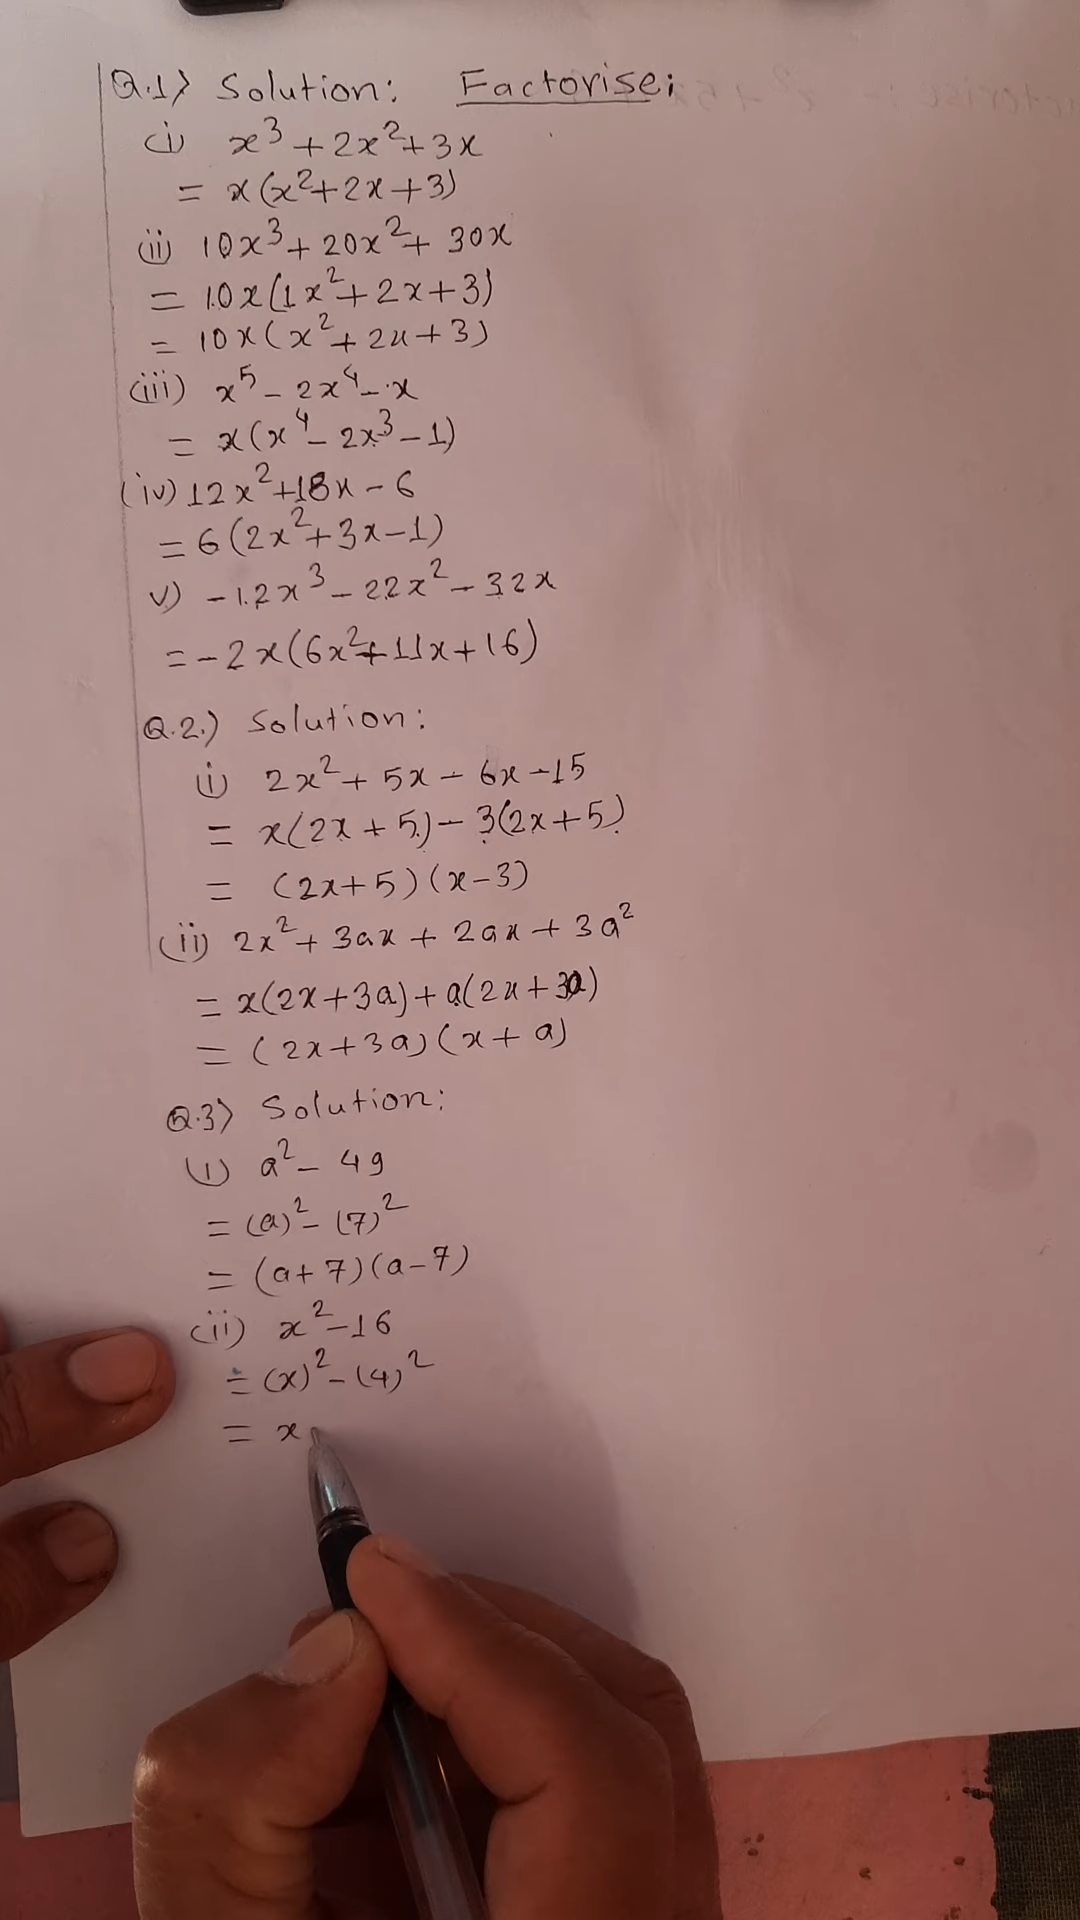 Q.1) Solution: Factorise:
(i) x³ + 2x² + 3x
= x(x² + 2x + 3)
(ii) 10x³ + 20x² + 30x
= 10x(1x² + 2x + 3)
= 10x(x² + 2x + 3)
(iii) x⁵ - 2x⁴ - x
= x(x⁴ - 2x³ - 1)
(iv) 12x² + 18x - 6
= 6(2x² + 3x - 1)
v) -12x³ - 22x² - 32x
= -2x(6x² + 11x + 16)
Q.2.) Solution:
(i) 2x² + 5x - 6x - 15
= x(2x + 5) - 3(2x + 5)
= (2x + 5)(x - 3)
(ii) 2x² + 3ax + 2ax + 3a²
= x(2x + 3a) + a(2x + 3a)
= (2x + 3a)(x + a)
Q.3) Solution:
(i) a² - 49
= (a)² - (7)²
= (a + 7)(a - 7)
(ii) x² - 16
= (x)² - (4)²
= x